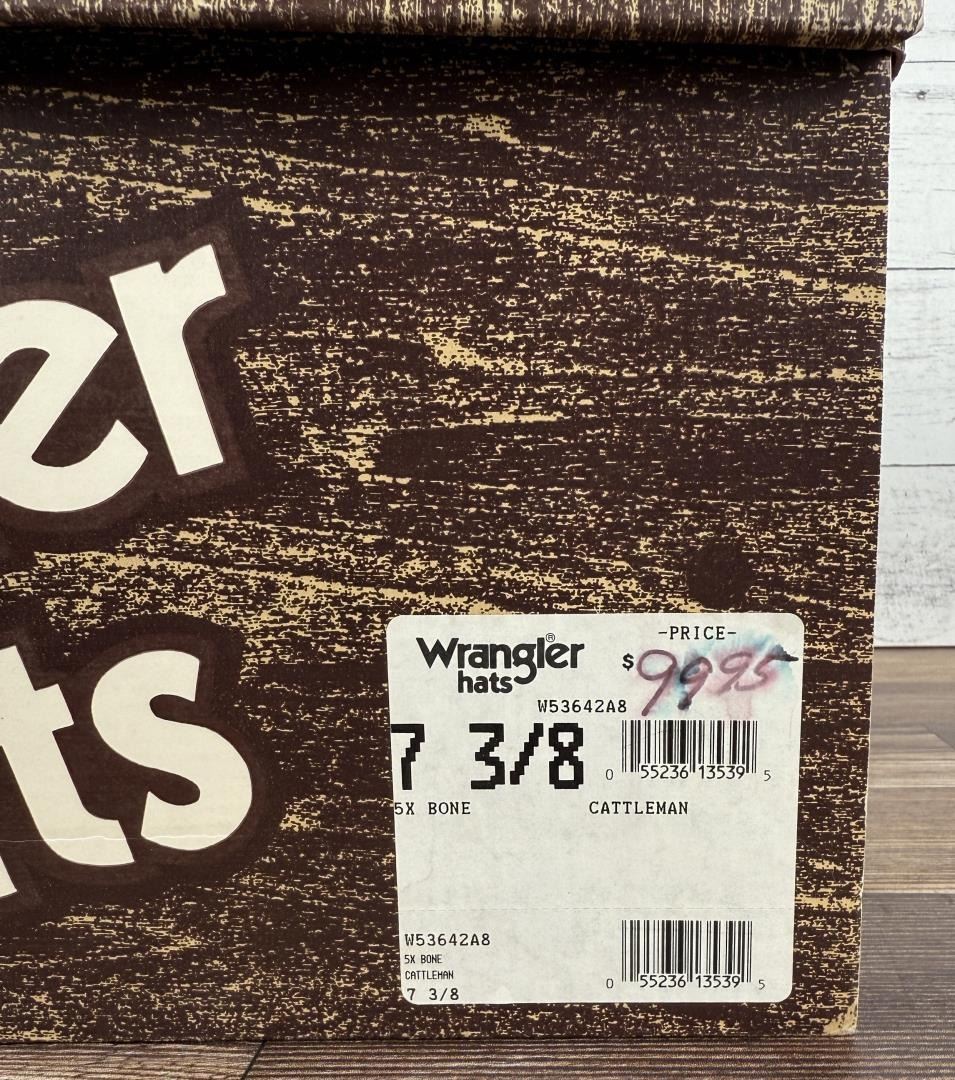 er
ts
Wrangler®
hats
-PRICE-
$9995
W53642A8
7 3/8
0 55236 13539 5
5X BONE CATTLEMAN
W53642A8
5X BONE
CATTLEMAN
7 3/8
0 55236 13539 5